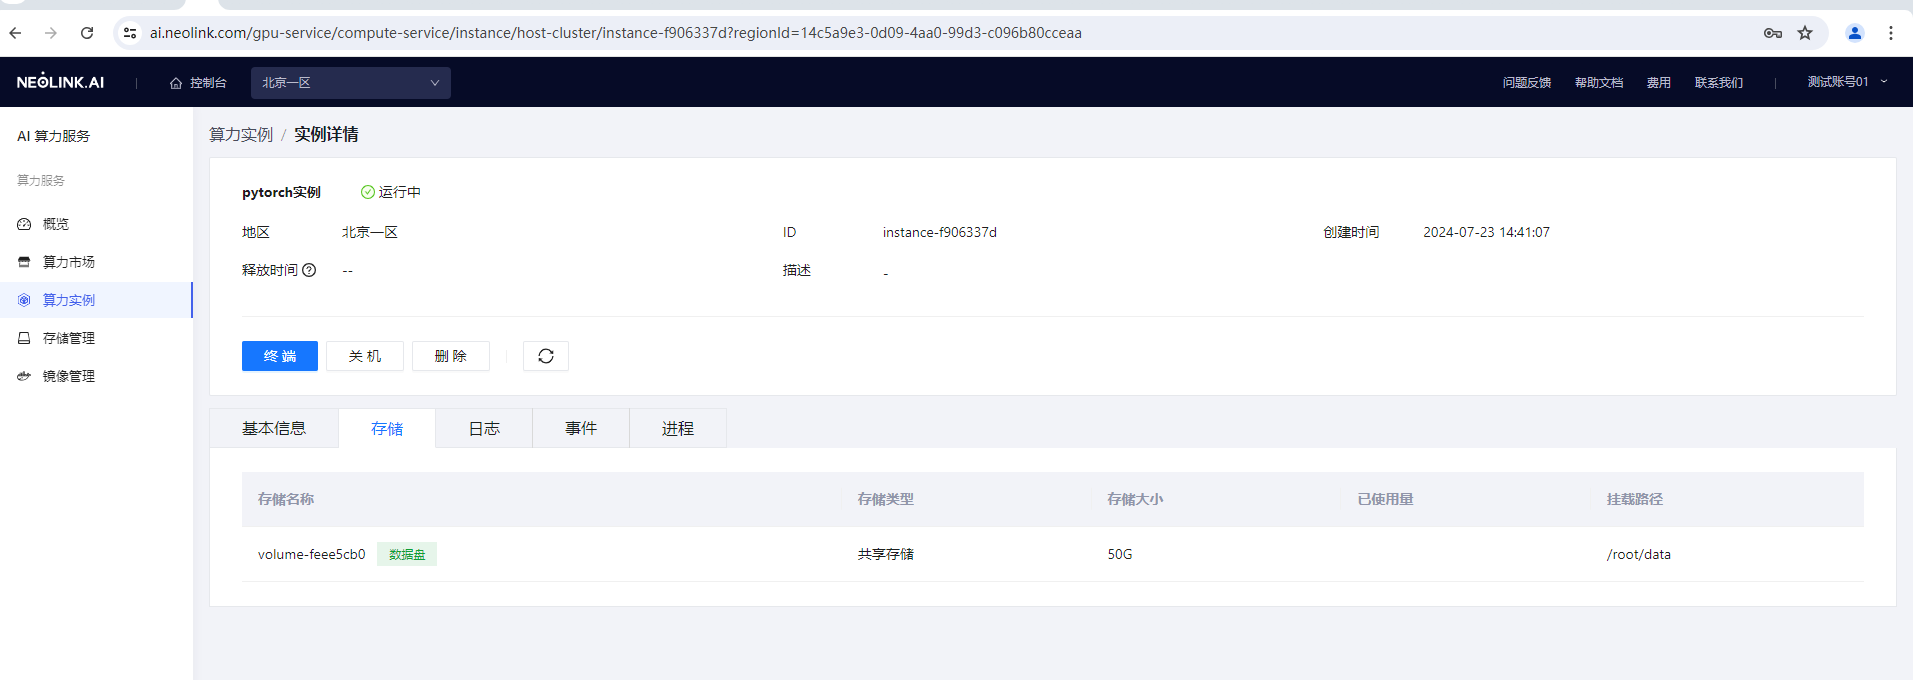 ai.neolink.com/gpu-service/compute-service/instance/host-cluster/instance-f906337d?regionId=14c5a9e3-0d09-4aa0-99d3-c096b80cceaa
NEOLINK.AI 控制台 北京一区 问题反馈 帮助文档 费用 联系我们 测试账号01
AI 算力服务
算力服务
概览
算力市场
算力实例
存储管理
镜像管理
算力实例 / 实例详情
pytorch实例 运行中
地区 北京一区 ID instance-f906337d 创建时间 2024-07-23 14:41:07
释放时间 -- 描述 -
终 端 关 机 删 除
基本信息 存储 日志 事件 进程
存储名称 存储类型 存储大小 已使用量 挂载路径
volume-feee5cb0 数据盘 共享存储 50G /root/data